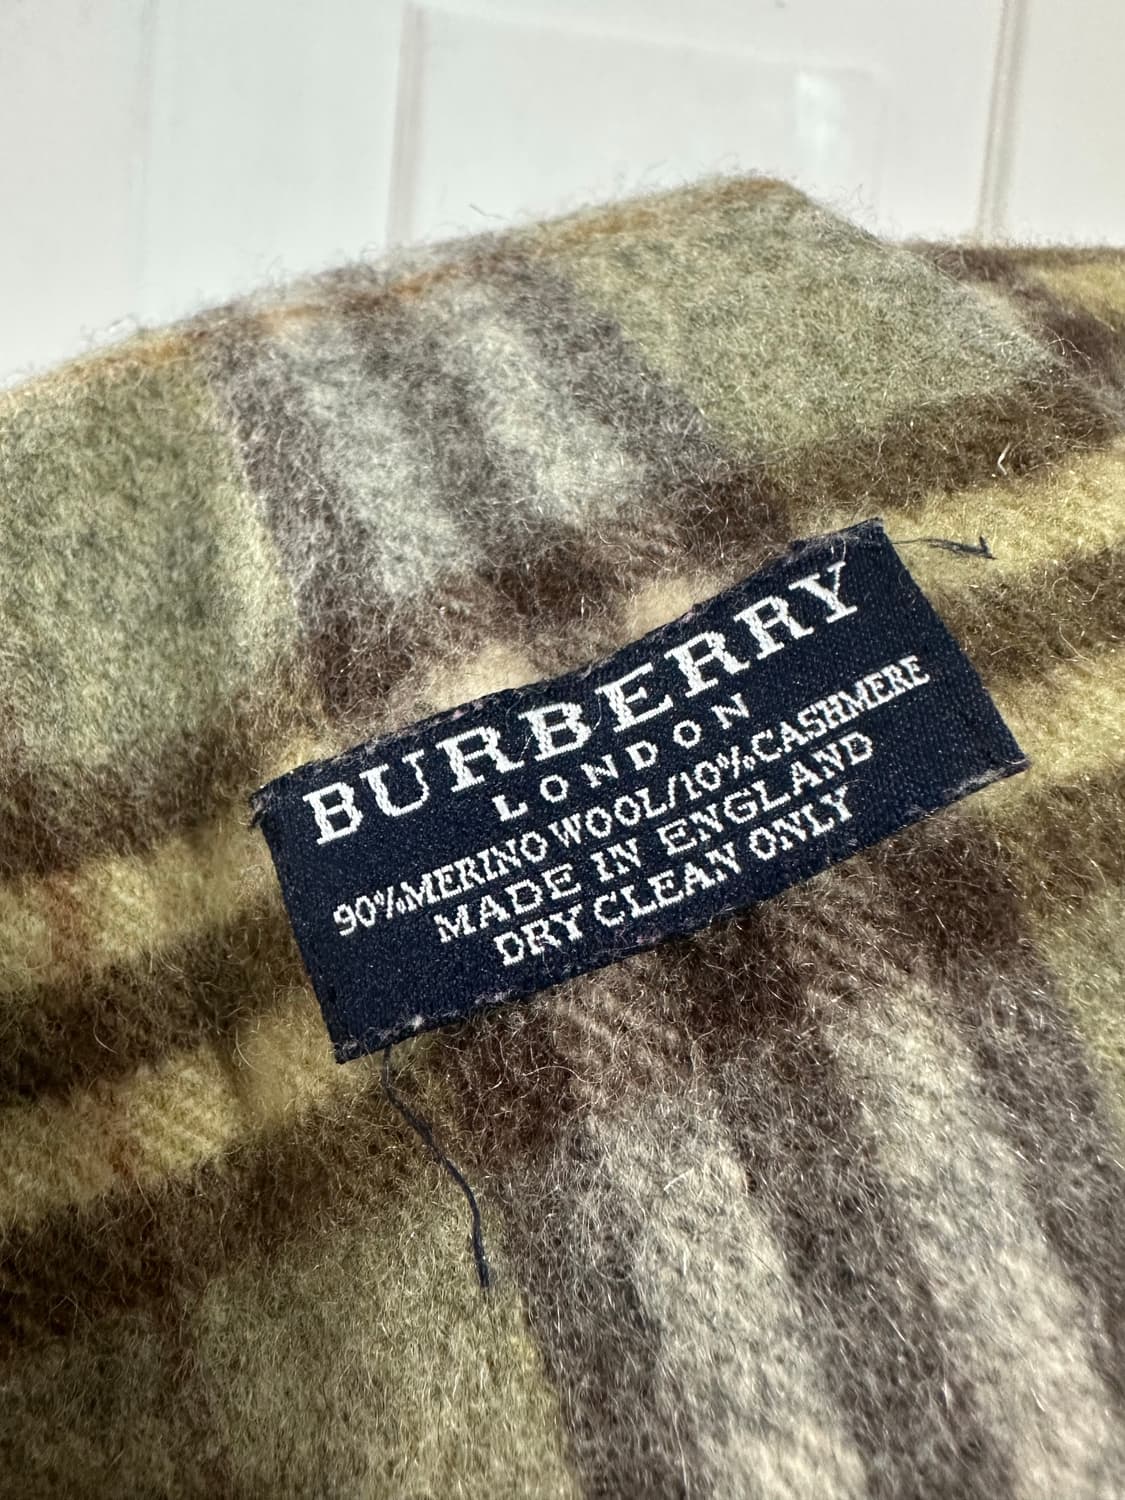 BURBERRY
LONDON
90%MERINO WOOL/10%CASHMERE
MADE IN ENGLAND
DRY CLEAN ONLY